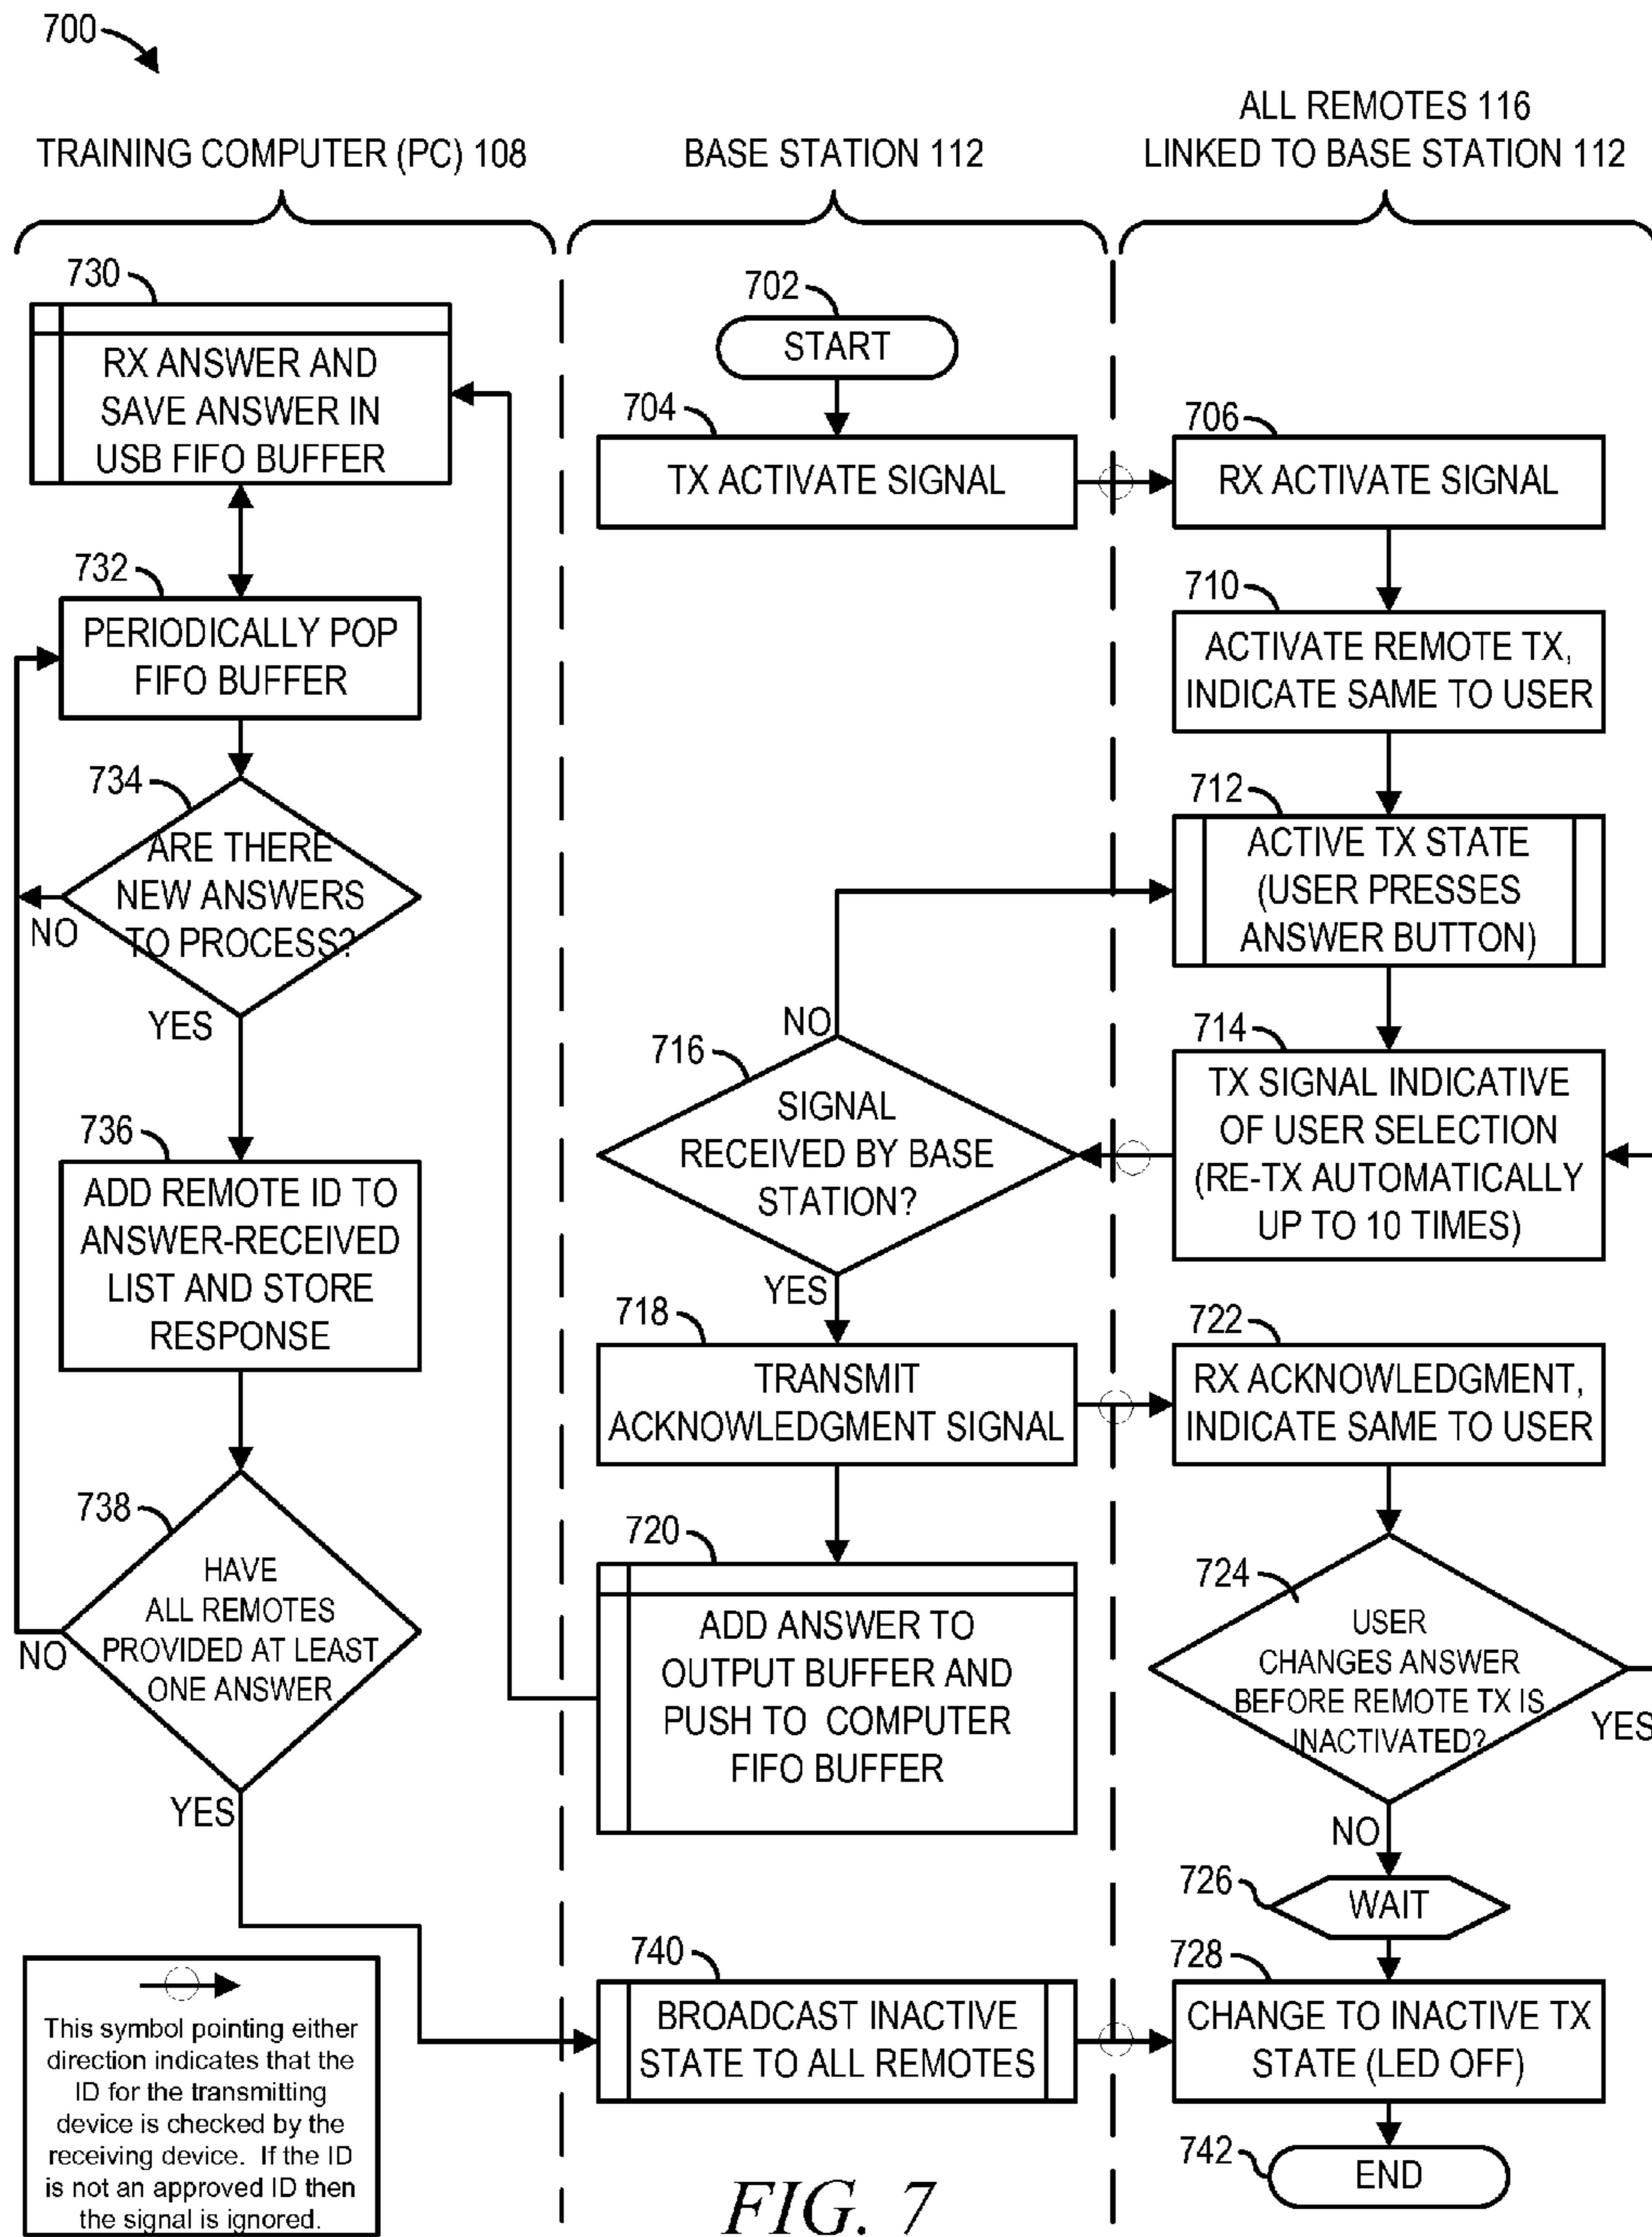 700
TRAINING COMPUTER (PC) 108
BASE STATION 112
ALL REMOTES 116
LINKED TO BASE STATION 112
730
RX ANSWER AND
SAVE ANSWER IN
USB FIFO BUFFER
732
PERIODICALLY POP
FIFO BUFFER
734
ARE THERE
NEW ANSWERS
TO PROCESS?
NO
YES
736
ADD REMOTE ID TO
ANSWER-RECEIVED
LIST AND STORE
RESPONSE
738
HAVE
ALL REMOTES
PROVIDED AT LEAST
ONE ANSWER
NO
YES
This symbol pointing either
direction indicates that the
ID for the transmitting
device is checked by the
receiving device. If the ID
is not an approved ID then
the signal is ignored.
702
START
704
TX ACTIVATE SIGNAL
716
NO
SIGNAL
RECEIVED BY BASE
STATION?
YES
718
TRANSMIT
ACKNOWLEDGMENT SIGNAL
720
ADD ANSWER TO
OUTPUT BUFFER AND
PUSH TO COMPUTER
FIFO BUFFER
740
BROADCAST INACTIVE
STATE TO ALL REMOTES
706
RX ACTIVATE SIGNAL
710
ACTIVATE REMOTE TX,
INDICATE SAME TO USER
712
ACTIVE TX STATE
(USER PRESSES
ANSWER BUTTON)
714
TX SIGNAL INDICATIVE
OF USER SELECTION
(RE-TX AUTOMATICALLY
UP TO 10 TIMES)
722
RX ACKNOWLEDGMENT,
INDICATE SAME TO USER
724
USER
CHANGES ANSWER
BEFORE REMOTE TX IS
INACTIVATED?
YES
NO
726
WAIT
728
CHANGE TO INACTIVE TX
STATE (LED OFF)
742
END
FIG. 7